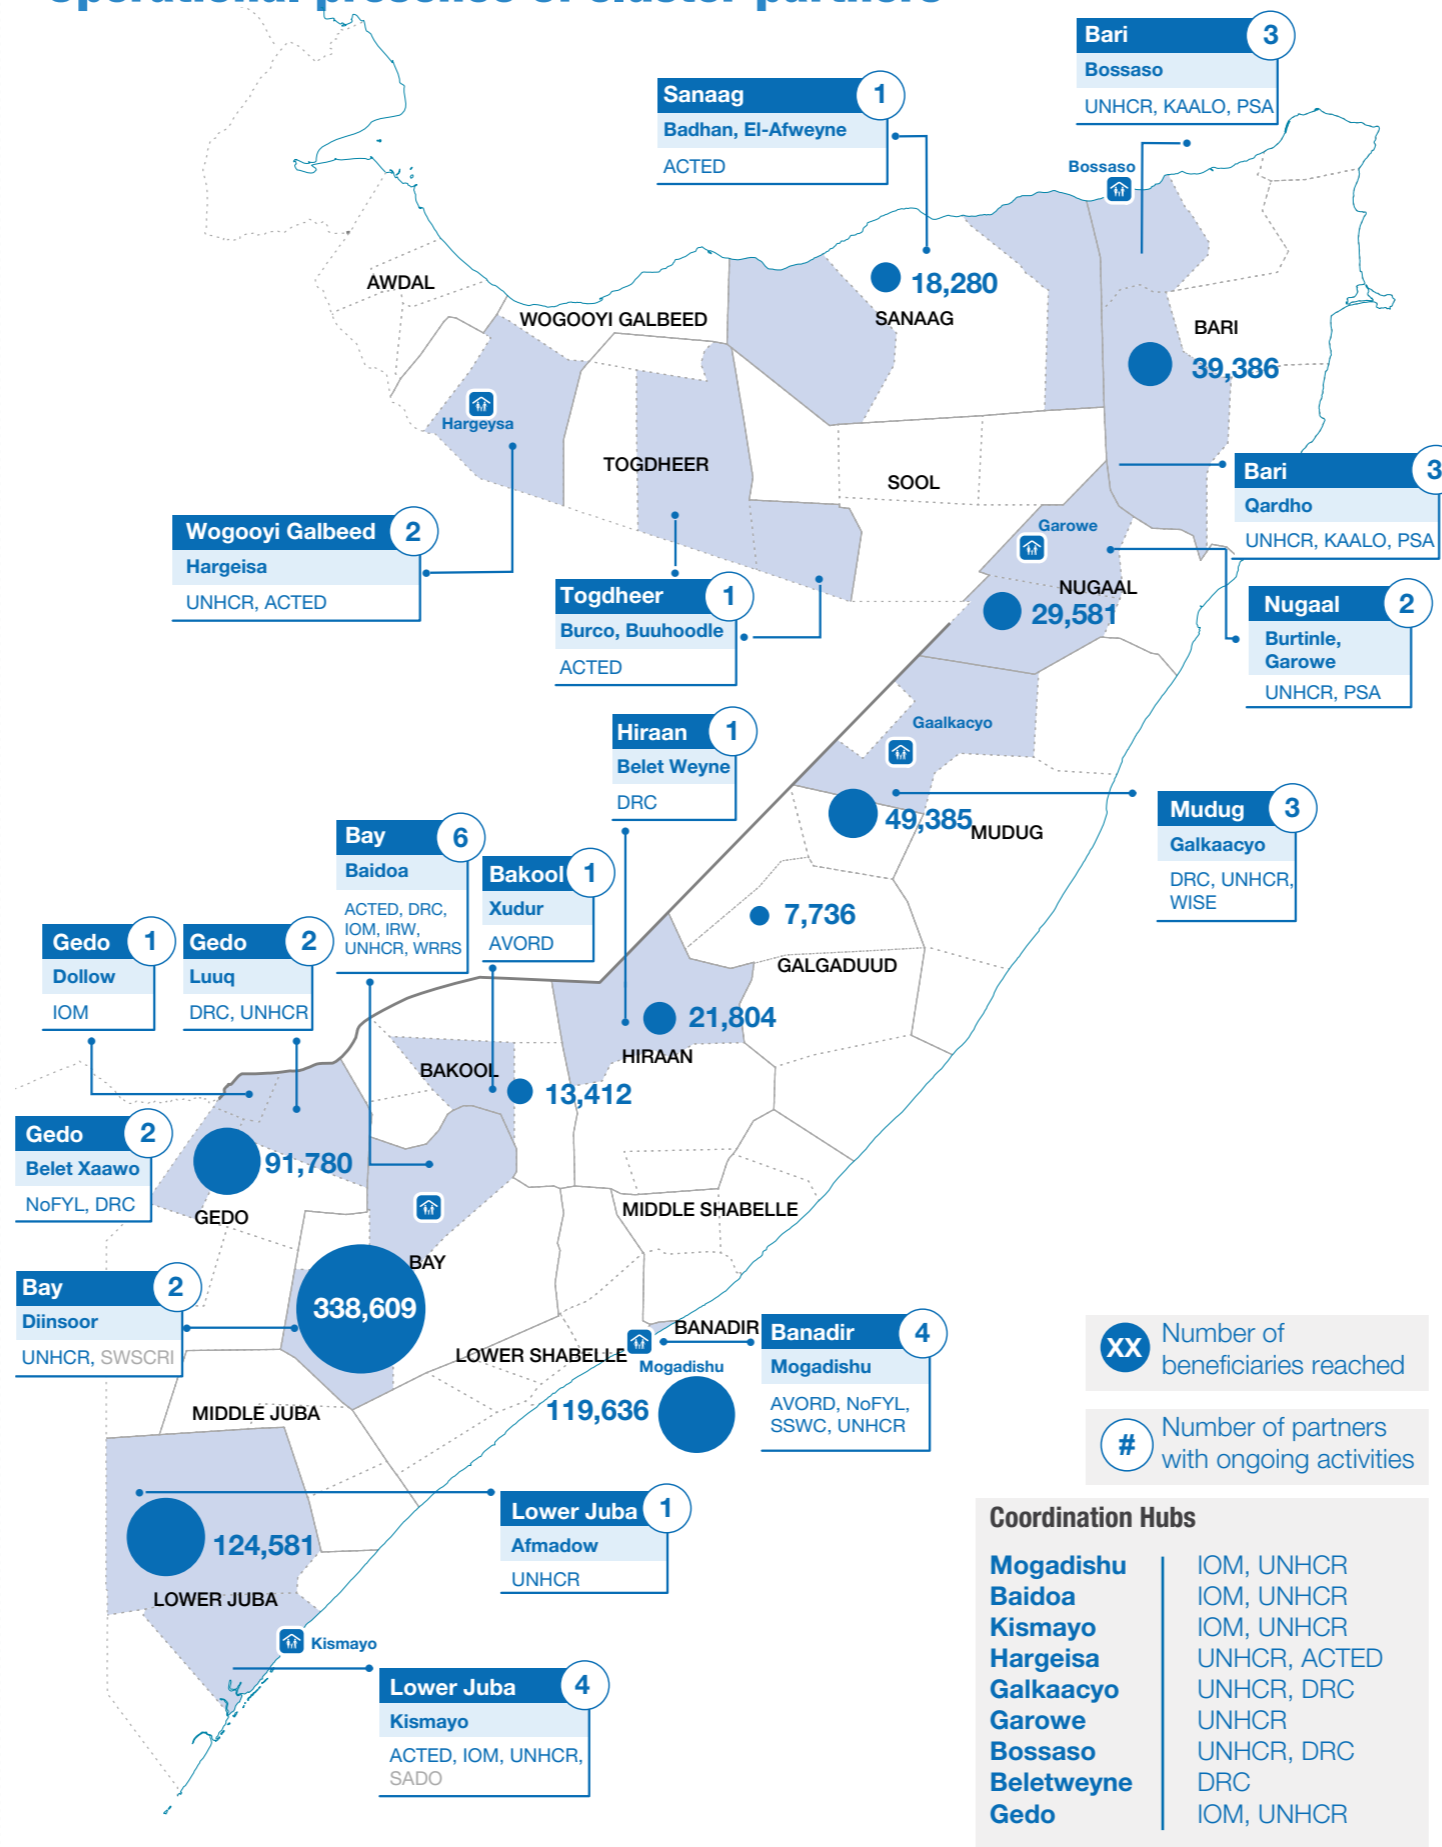 Operational presence of cluster partners
Bari 3
Bossaso
UNHCR, KAALO, PSA
Sanaag 1
Badhan, El-Afweyne
ACTED
Bossaso
AWDAL
18,280
WOGOOYI GALBEED
SANAAG
BARI
39,386
Hargeysa
TOGDHEER
SOOL
Bari 3
Qardho
UNHCR, KAALO, PSA
Wogooyi Galbeed 2
Hargeisa
UNHCR, ACTED
Garowe
Togdheer 1
Burco, Buuhoodle
ACTED
NUGAAL
29,581
Nugaal 2
Burtinle,
Garowe
UNHCR, PSA
Hiraan 1
Belet Weyne
DRC
Gaalkacyo
49,385
MUDUG
Mudug 3
Galkaacyo
DRC, UNHCR,
WISE
Bay 6
Baidoa
ACTED, DRC,
IOM, IRW,
UNHCR, WRRS
Bakool 1
Xudur
AVORD
7,736
GALGADUUD
Gedo 1
Dollow
IOM
Gedo 2
Luuq
DRC, UNHCR
21,804
HIRAAN
BAKOOL
13,412
Gedo 2
Belet Xaawo
NoFYL, DRC
91,780
GEDO
MIDDLE SHABELLE
BAY
338,609
Bay 2
Diinsoor
UNHCR, SWSCRI
BANADIR
LOWER SHABELLE
Mogadishu
119,636
Banadir 4
Mogadishu
AVORD, NoFYL,
SSWC, UNHCR
MIDDLE JUBA
124,581
LOWER JUBA
Lower Juba 1
Afmadow
UNHCR
Kismayo
Lower Juba 4
Kismayo
ACTED, IOM, UNHCR,
SADO
XX Number of
beneficiaries reached
# Number of partners
with ongoing activities
Coordination Hubs
Mogadishu IOM, UNHCR
Baidoa IOM, UNHCR
Kismayo IOM, UNHCR
Hargeisa UNHCR, ACTED
Galkaacyo UNHCR, DRC
Garowe UNHCR
Bossaso UNHCR, DRC
Beletweyne DRC
Gedo IOM, UNHCR